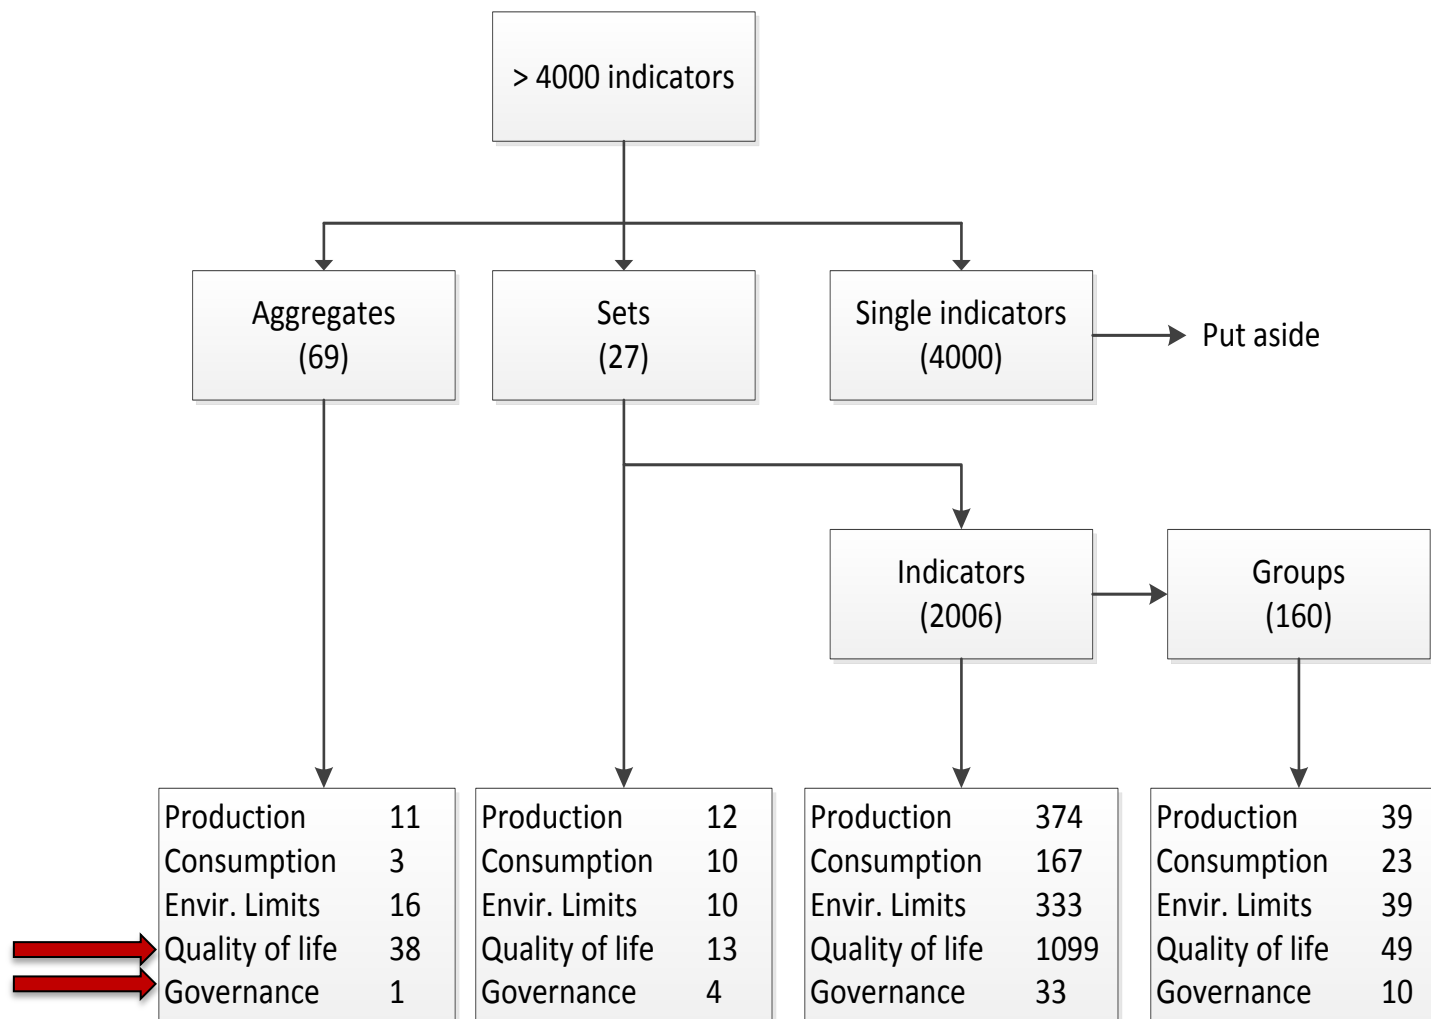 > 4000 indicators
Aggregates
(69)
Sets
(27)
Single indicators
(4000)
Put aside
Indicators
(2006)
Groups
(160)
Production 11
Consumption 3
Envir. Limits 16
Quality of life 38
Governance 1
Production 12
Consumption 10
Envir. Limits 10
Quality of life 13
Governance 4
Production 374
Consumption 167
Envir. Limits 333
Quality of life 1099
Governance 33
Production 39
Consumption 23
Envir. Limits 39
Quality of life 49
Governance 10